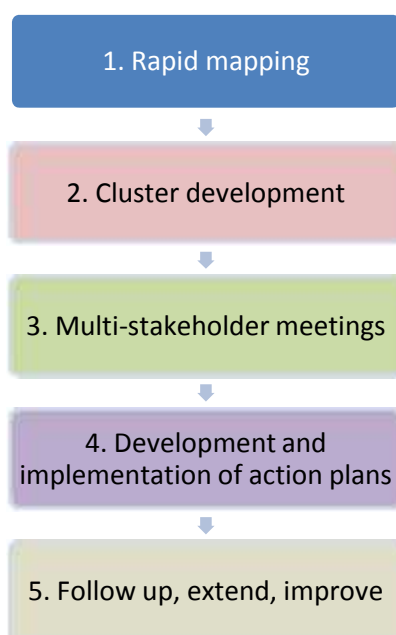 1. Rapid mapping
2. Cluster development
3. Multi-stakeholder meetings
4. Development and
implementation of action plans
5. Follow up, extend, improve